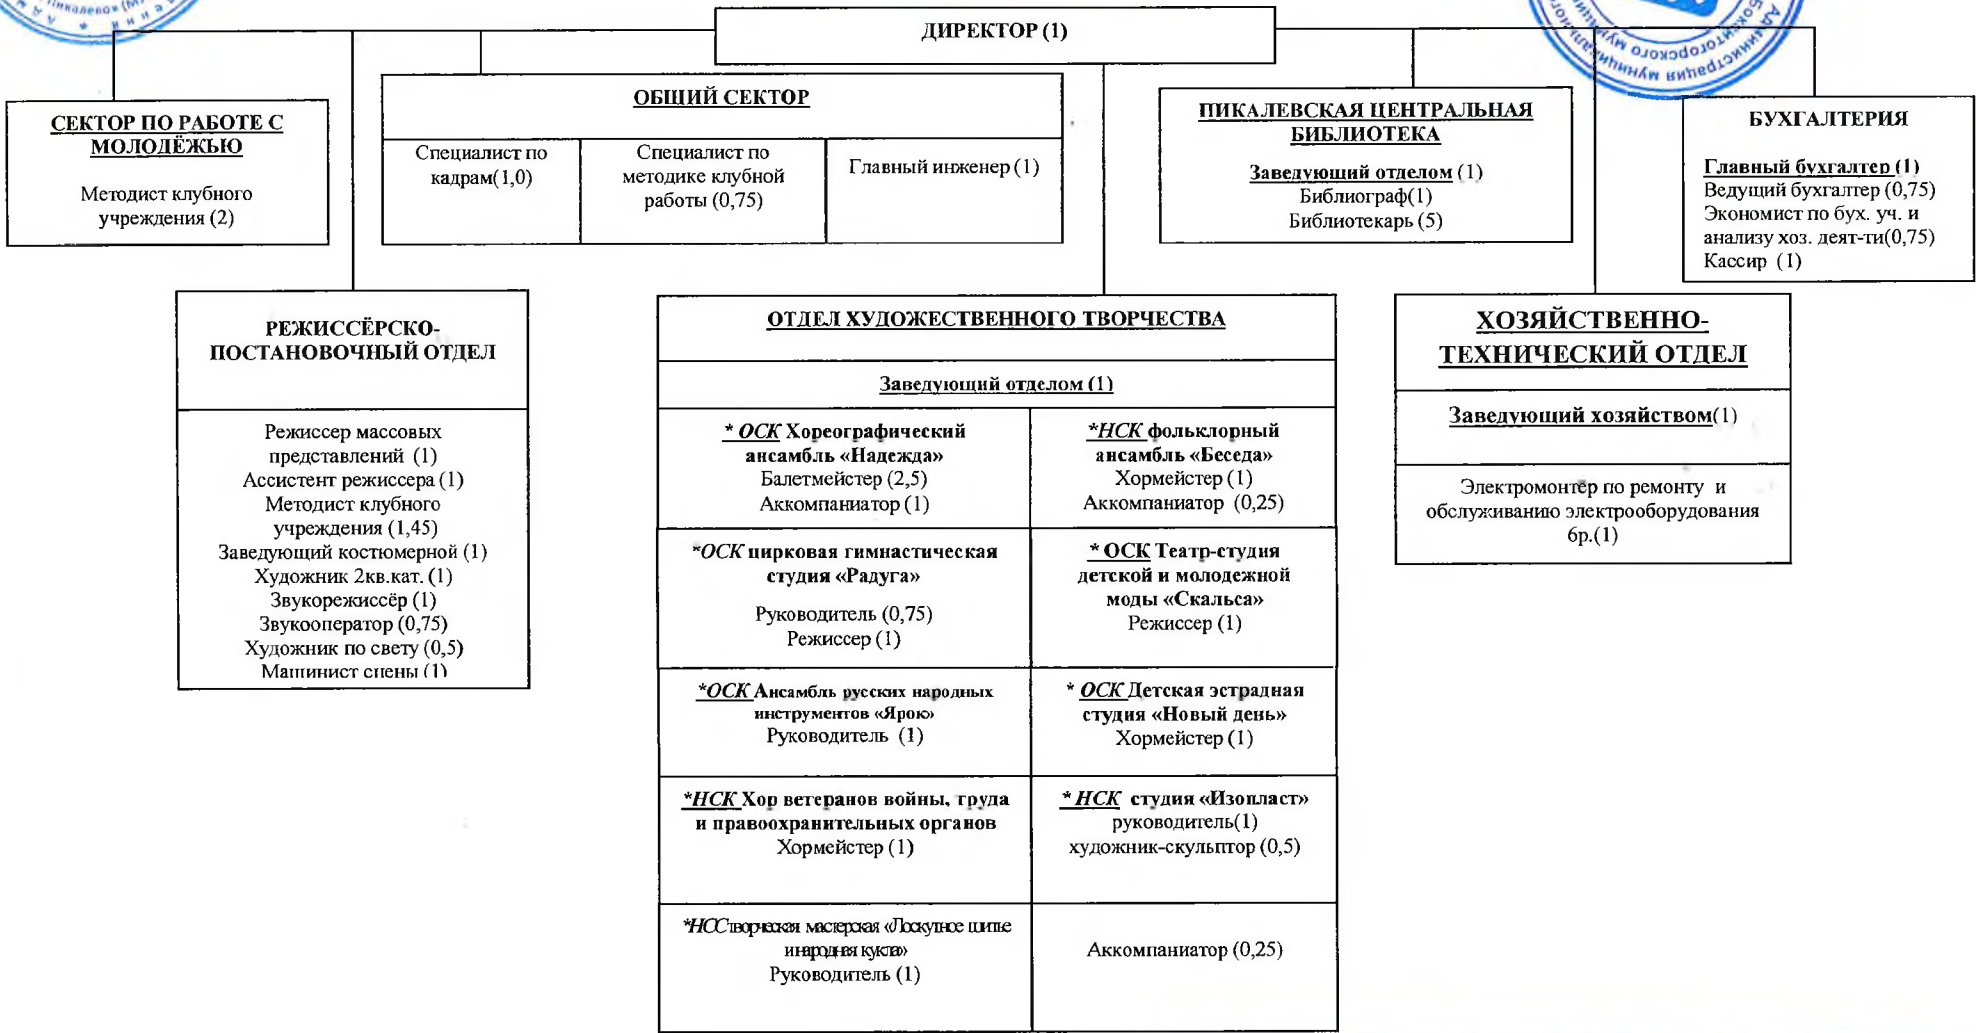 ДИРЕКТОР (1)
СЕКТОР ПО РАБОТЕ С
МОЛОДЁЖЬЮ
Методист клубного
учреждения (2)
ОБЩИЙ СЕКТОР
Специалист по
кадрам(1,0)
Специалист по
методике клубной
работы (0,75)
Главный инженер (1)
ПИКАЛЕВСКАЯ ЦЕНТРАЛЬНАЯ
БИБЛИОТЕКА
Заведующий отделом (1)
Библиограф(1)
Библиотекарь (5)
БУХГАЛТЕРИЯ
Главный бухгалтер (1)
Ведущий бухгалтер (0,75)
Экономист по бух. уч. и
анализу хоз. деят-ти(0,75)
Кассир (1)
РЕЖИССЁРСКО-
ПОСТАНОВОЧНЫЙ ОТДЕЛ
Режиссер массовых
представлений (1)
Ассистент режиссера (1)
Методист клубного
учреждения (1,45)
Заведующий костюмерной (1)
Художник 2кв.кат. (1)
Звукорежиссёр (1)
Звукооператор (0,75)
Художник по свету (0,5)
Машинист сцены (1)
ОТДЕЛ ХУДОЖЕСТВЕННОГО ТВОРЧЕСТВА
Заведующий отделом (1)
* ОСК Хореографический
ансамбль «Надежда»
Балетмейстер (2,5)
Аккомпаниатор (1)
*НСК фольклорный
ансамбль «Беседа»
Хормейстер (1)
Аккомпаниатор (0,25)
*ОСК цирковая гимнастическая
студия «Радуга»
Руководитель (0,75)
Режиссер (1)
* ОСК Театр-студия
детской и молодежной
моды «Скальса»
Режиссер (1)
*ОСК Ансамбль русских народных
инструментов «Ярою»
Руководитель (1)
* ОСК Детская эстрадная
студия «Новый день»
Хормейстер (1)
*НСК Хор ветеранов войны, труда
и правоохранительных органов
Хормейстер (1)
* НСК студия «Изопласт»
руководитель(1)
художник-скульптор (0,5)
*НСС творческая мастерская «Лоскутное шитье
и народная кукла»
Руководитель (1)
Аккомпаниатор (0,25)
ХОЗЯЙСТВЕННО-
ТЕХНИЧЕСКИЙ ОТДЕЛ
Заведующий хозяйством(1)
Электромонтёр по ремонту и
обслуживанию электрооборудования
6р.(1)